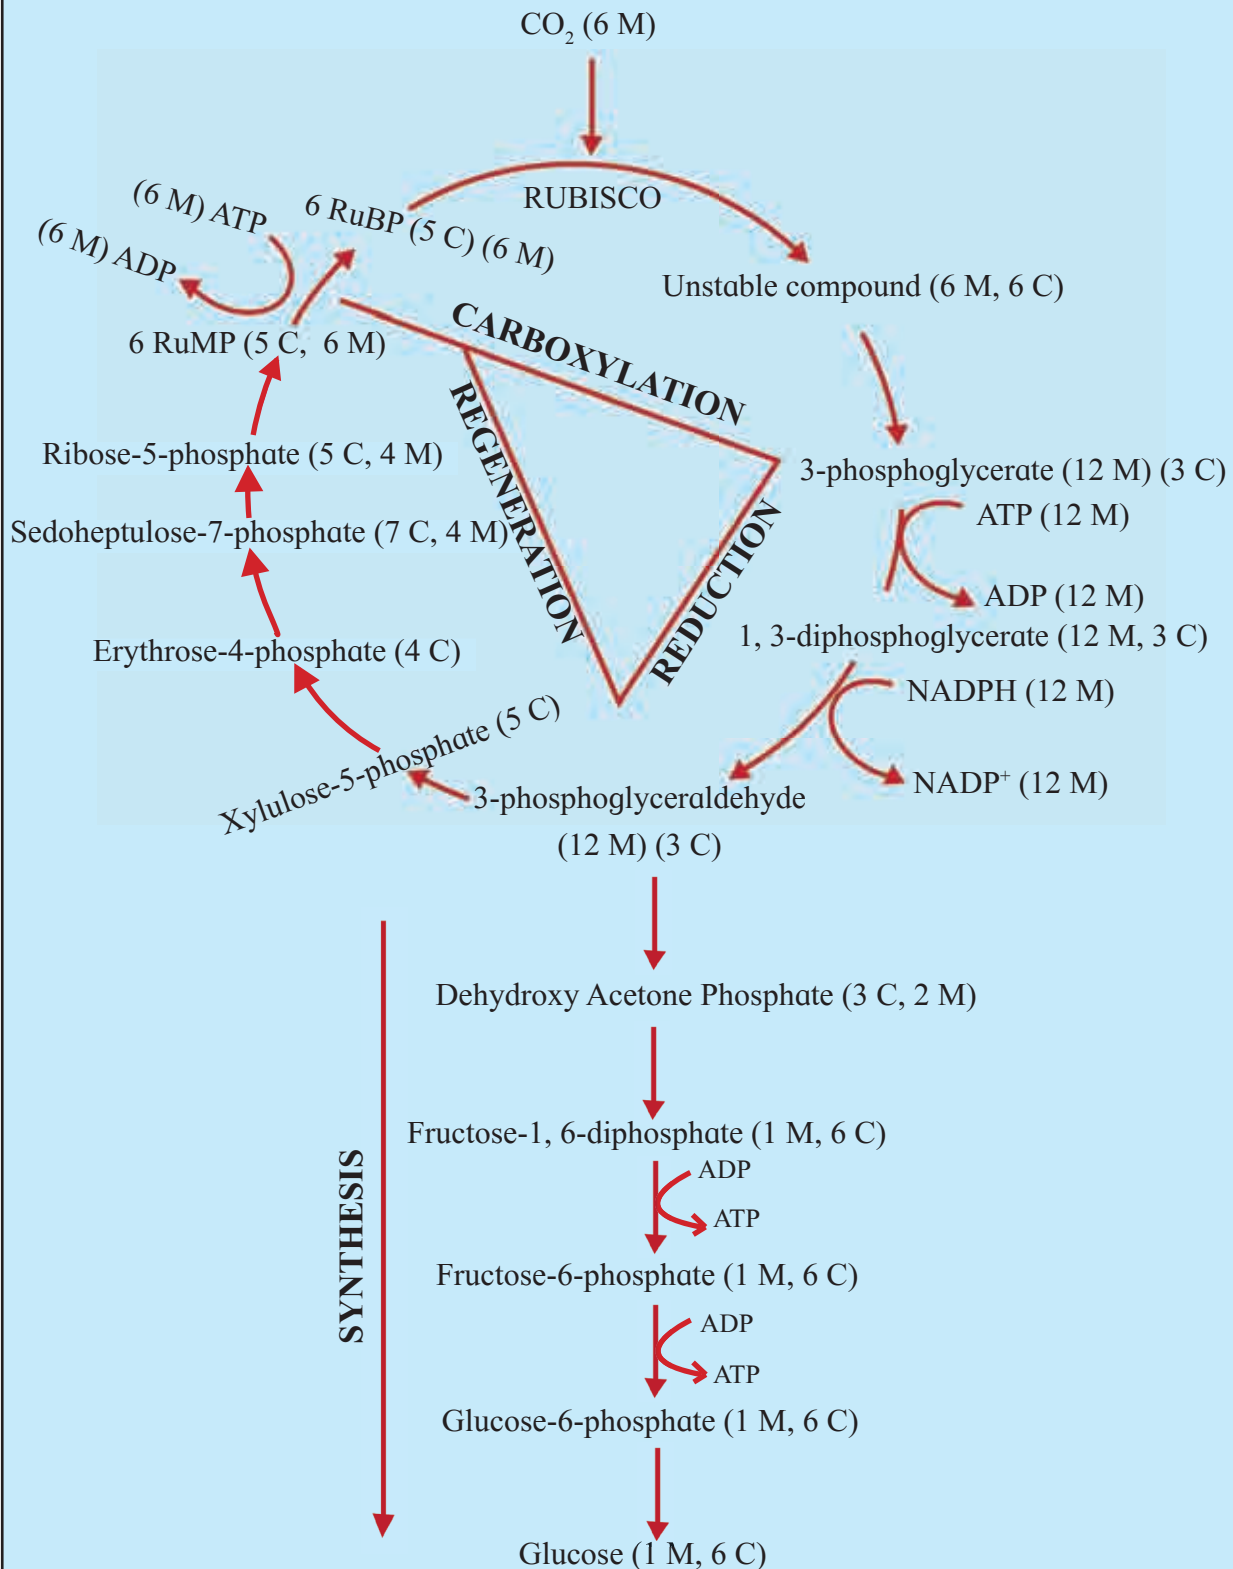 CO₂ (6 M)
RUBISCO
(6 M) ATP
(6 M) ADP
6 RuBP (5 C) (6 M)
Unstable compound (6 M, 6 C)
6 RuMP (5 C, 6 M)
CARBOXYLATION
REGENERATION
REDUCTION
Ribose-5-phosphate (5 C, 4 M)
3-phosphoglycerate (12 M) (3 C)
ATP (12 M)
Sedoheptulose-7-phosphate (7 C, 4 M)
ADP (12 M)
1, 3-diphosphoglycerate (12 M, 3 C)
Erythrose-4-phosphate (4 C)
NADPH (12 M)
NADP⁺ (12 M)
Xylulose-5-phosphate (5 C)
3-phosphoglyceraldehyde
(12 M) (3 C)
Dehydroxy Acetone Phosphate (3 C, 2 M)
Fructose-1, 6-diphosphate (1 M, 6 C)
ADP
ATP
SYNTHESIS
Fructose-6-phosphate (1 M, 6 C)
ADP
ATP
Glucose-6-phosphate (1 M, 6 C)
Glucose (1 M, 6 C)